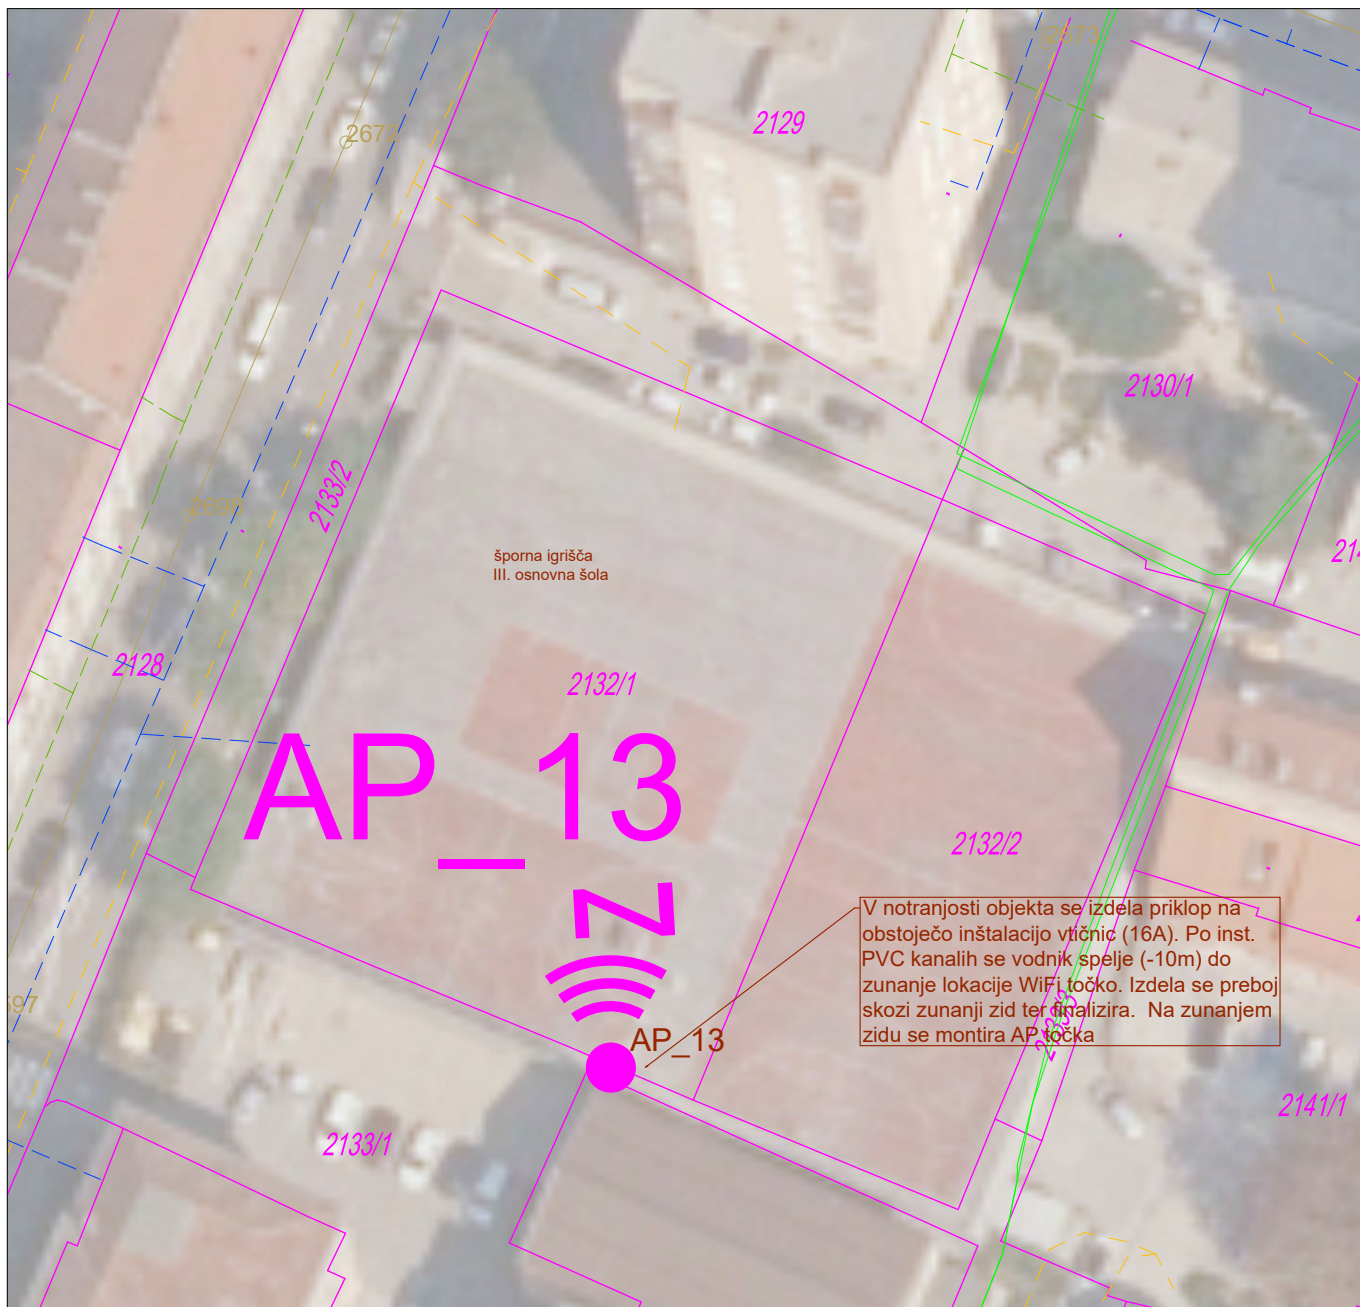 2673
2129
2130/1
2133/2
šporna igrišča
III. osnovna šola
2128
2132/1
AP_13
2132/2
V notranjosti objekta se izdela priklop na
obstoječo inštalacijo vtičnic (16A). Po inst.
PVC kanalih se vodnik spelje (-10m) do
zunanje lokacije WiFi točko. Izdela se preboj
skozi zunanji zid ter finalizira. Na zunanjem
zidu se montira AP točka
N
AP_13
2141/1
2133/1